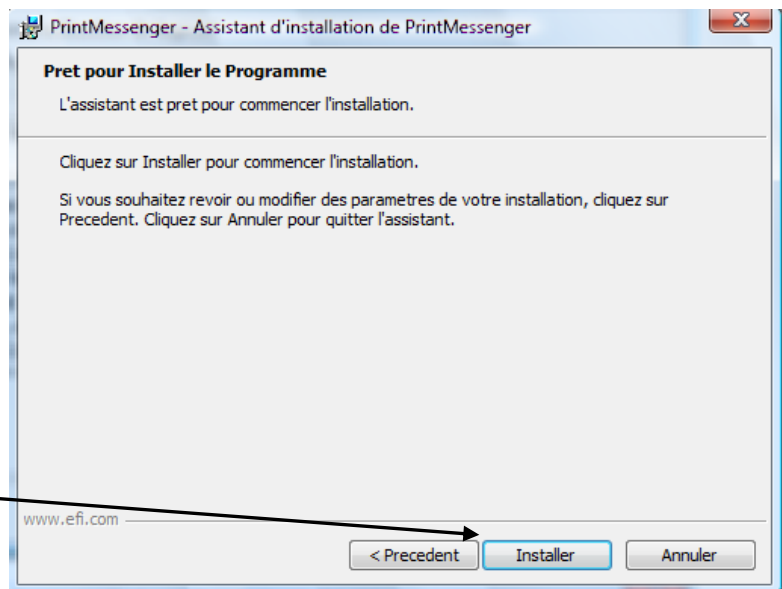 PrintMessenger - Assistant d'installation de PrintMessenger
Pret pour Installer le Programme
L'assistant est pret pour commencer l'installation.
Cliquez sur Installer pour commencer l'installation.
Si vous souhaitez revoir ou modifier des parametres de votre installation, cliquez sur
Precedent. Cliquez sur Annuler pour quitter l'assistant.
www.efi.com
< Precedent Installer Annuler